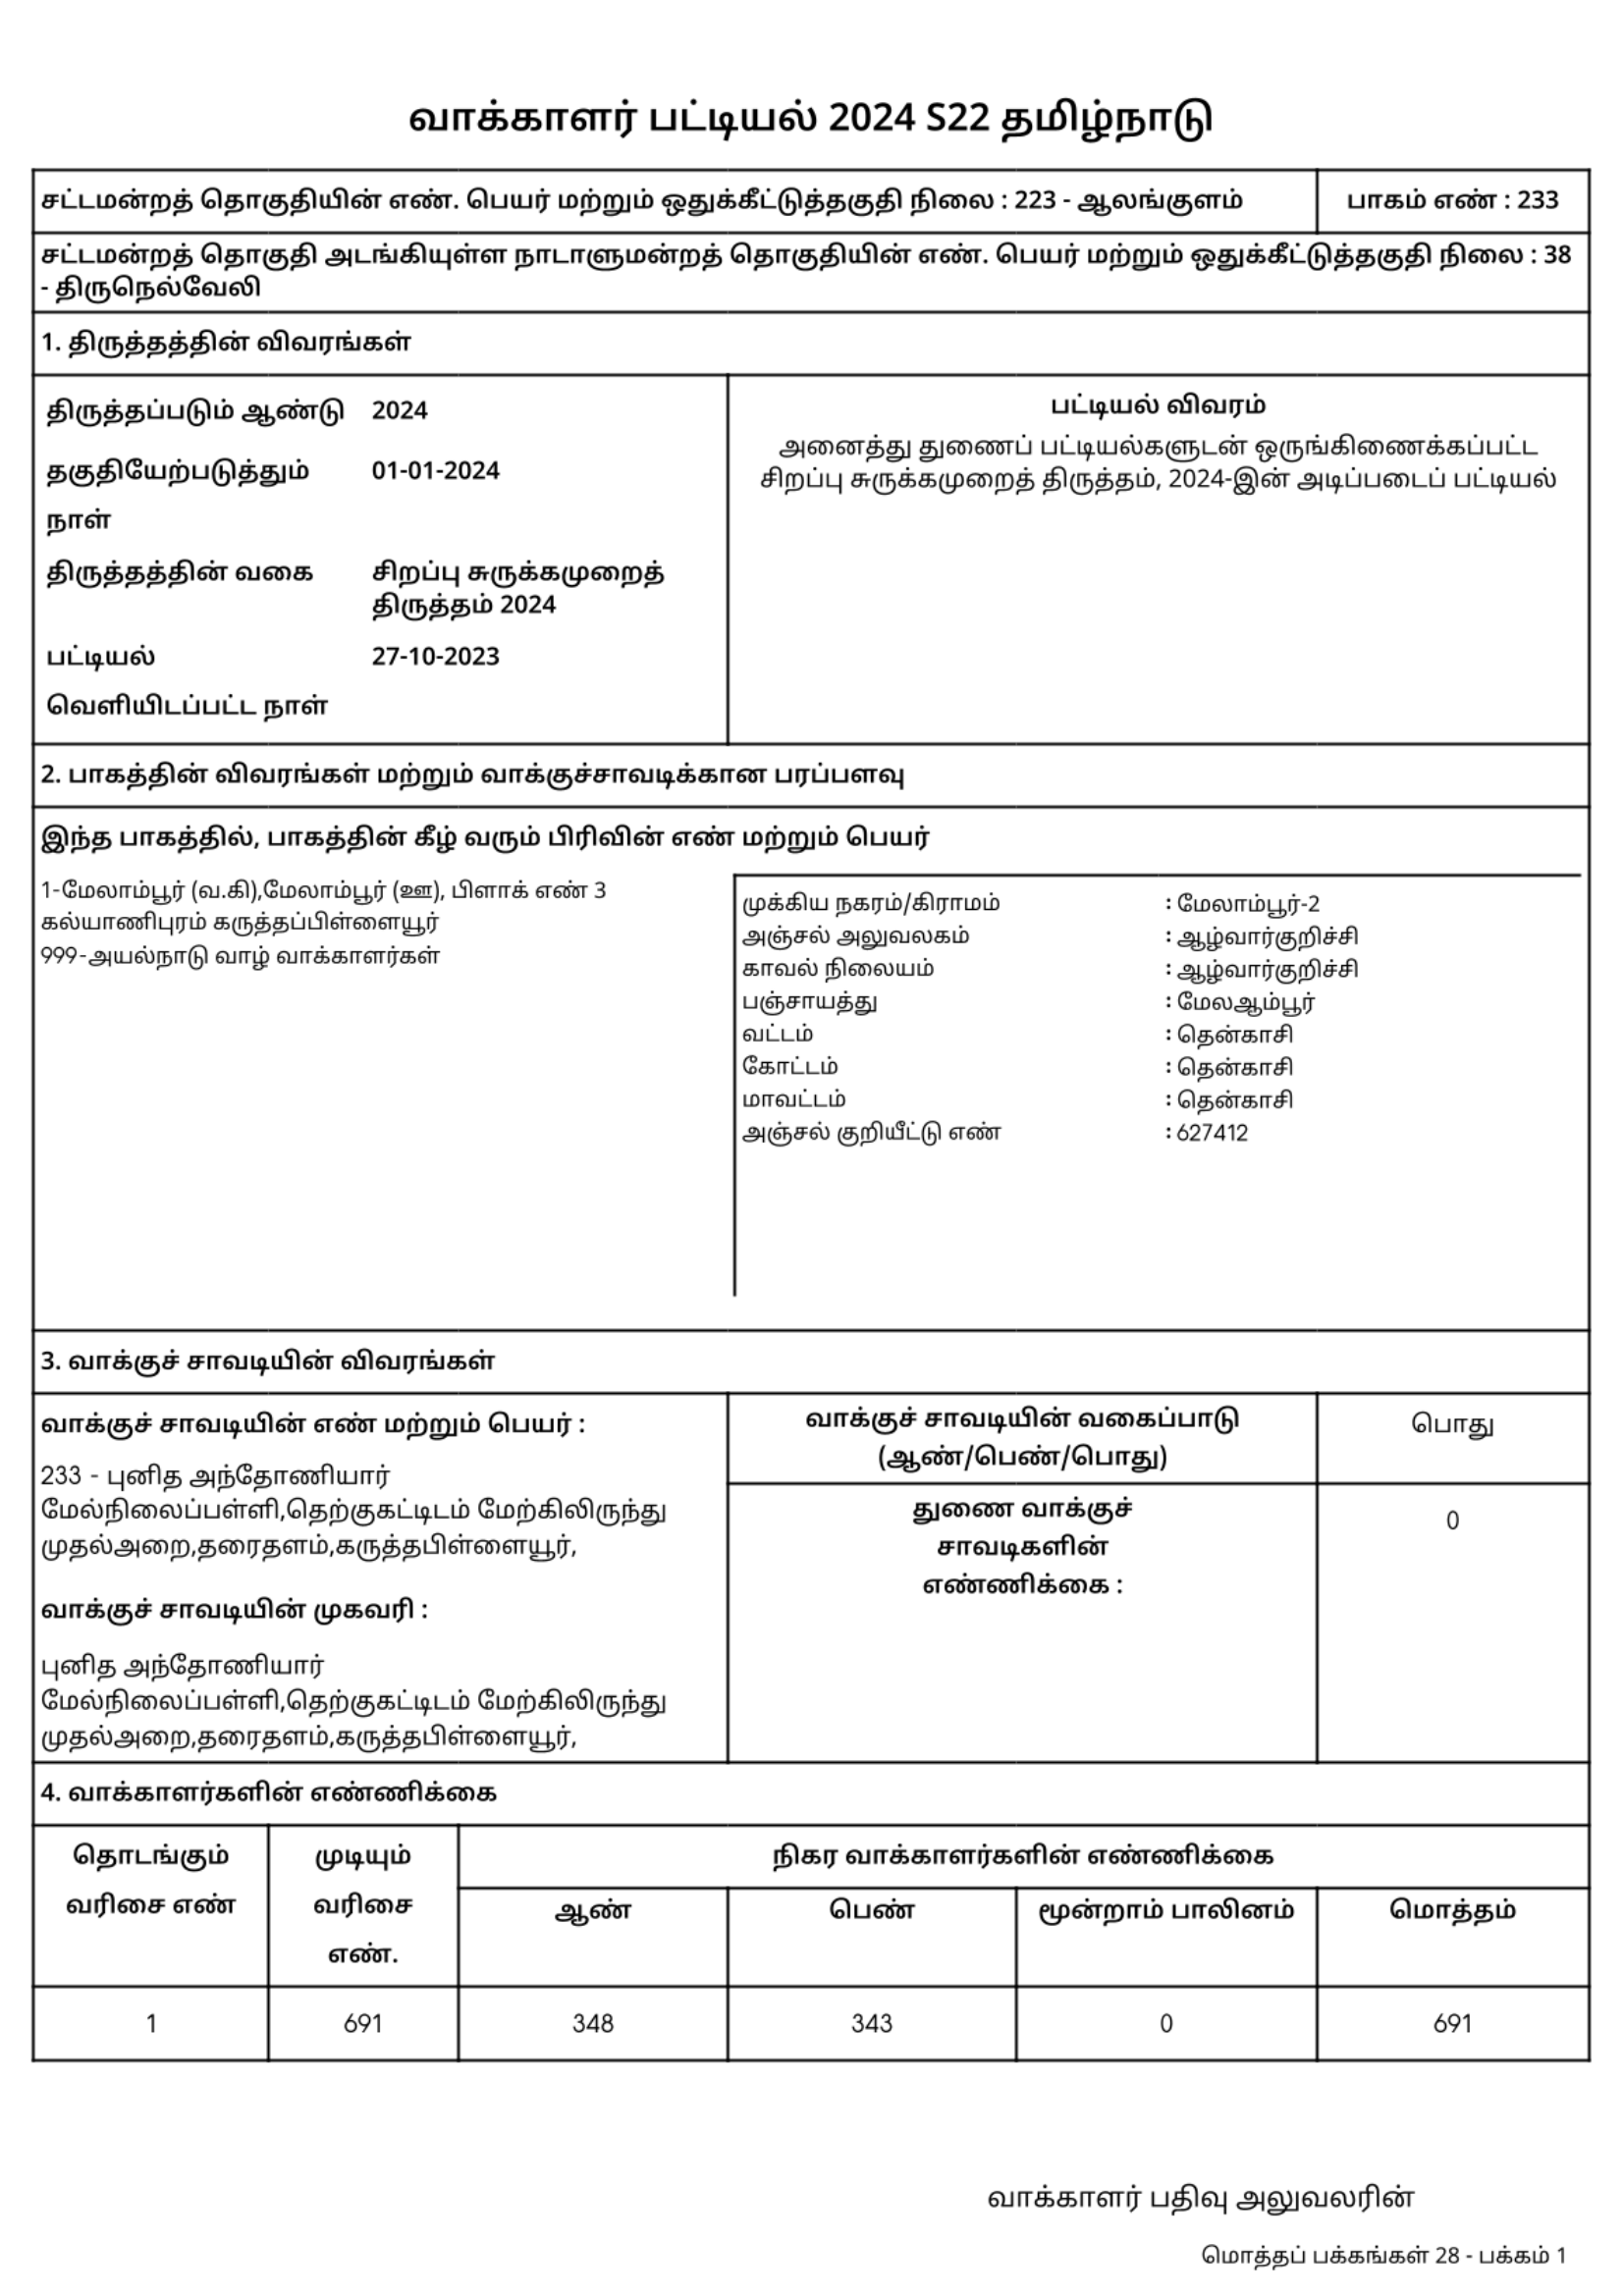 வாக்காளர் பட்டியல் 2024 S22 தமிழ்நாடு
சட்டமன்றத் தொகுதியின் எண். பெயர் மற்றும் ஒதுக்கீட்டுத்தகுதி நிலை : 223 - ஆலங்குளம்
பாகம் எண் : 233
சட்டமன்றத் தொகுதி அடங்கியுள்ள நாடாளுமன்றத் தொகுதியின் எண். பெயர் மற்றும் ஒதுக்கீட்டுத்தகுதி நிலை : 38
- திருநெல்வேலி
1. திருத்தத்தின் விவரங்கள்
திருத்தப்படும் ஆண்டு 2024
தகுதியேற்படுத்தும் 01-01-2024
நாள்
திருத்தத்தின் வகை சிறப்பு சுருக்கமுறைத்
திருத்தம் 2024
பட்டியல் 27-10-2023
வெளியிடப்பட்ட நாள்
பட்டியல் விவரம்
அனைத்து துணைப் பட்டியல்களுடன் ஒருங்கிணைக்கப்பட்ட
சிறப்பு சுருக்கமுறைத் திருத்தம், 2024-இன் அடிப்படைப் பட்டியல்
2. பாகத்தின் விவரங்கள் மற்றும் வாக்குச்சாவடிக்கான பரப்பளவு
இந்த பாகத்தில், பாகத்தின் கீழ் வரும் பிரிவின் எண் மற்றும் பெயர்
1-மேலாம்பூர் (வ.கி),மேலாம்பூர் (ஊ), பிளாக் எண் 3
கல்யாணிபுரம் கருத்தப்பிள்ளையூர்
999-அயல்நாடு வாழ் வாக்காளர்கள்
முக்கிய நகரம்/கிராமம் : மேலாம்பூர்-2
அஞ்சல் அலுவலகம் : ஆழ்வார்குறிச்சி
காவல் நிலையம் : ஆழ்வார்குறிச்சி
பஞ்சாயத்து : மேலஆம்பூர்
வட்டம் : தென்காசி
கோட்டம் : தென்காசி
மாவட்டம் : தென்காசி
அஞ்சல் குறியீட்டு எண் : 627412
3. வாக்குச் சாவடியின் விவரங்கள்
வாக்குச் சாவடியின் எண் மற்றும் பெயர் :
233 - புனித அந்தோணியார்
மேல்நிலைப்பள்ளி,தெற்குகட்டிடம் மேற்கிலிருந்து
முதல்அறை,தரைதளம்,கருத்தபிள்ளையூர்,
வாக்குச் சாவடியின் முகவரி :
புனித அந்தோணியார்
மேல்நிலைப்பள்ளி,தெற்குகட்டிடம் மேற்கிலிருந்து
முதல்அறை,தரைதளம்,கருத்தபிள்ளையூர்,
வாக்குச் சாவடியின் வகைப்பாடு
(ஆண்/பெண்/பொது)
பொது
துணை வாக்குச்
சாவடிகளின்
எண்ணிக்கை :
0
4. வாக்காளர்களின் எண்ணிக்கை
தொடங்கும்
வரிசை எண்
முடியும்
வரிசை
எண்.
நிகர வாக்காளர்களின் எண்ணிக்கை
ஆண் பெண் மூன்றாம் பாலினம் மொத்தம்
1 691 348 343 0 691
வாக்காளர் பதிவு அலுவலரின்
மொத்தப் பக்கங்கள் 28 - பக்கம் 1